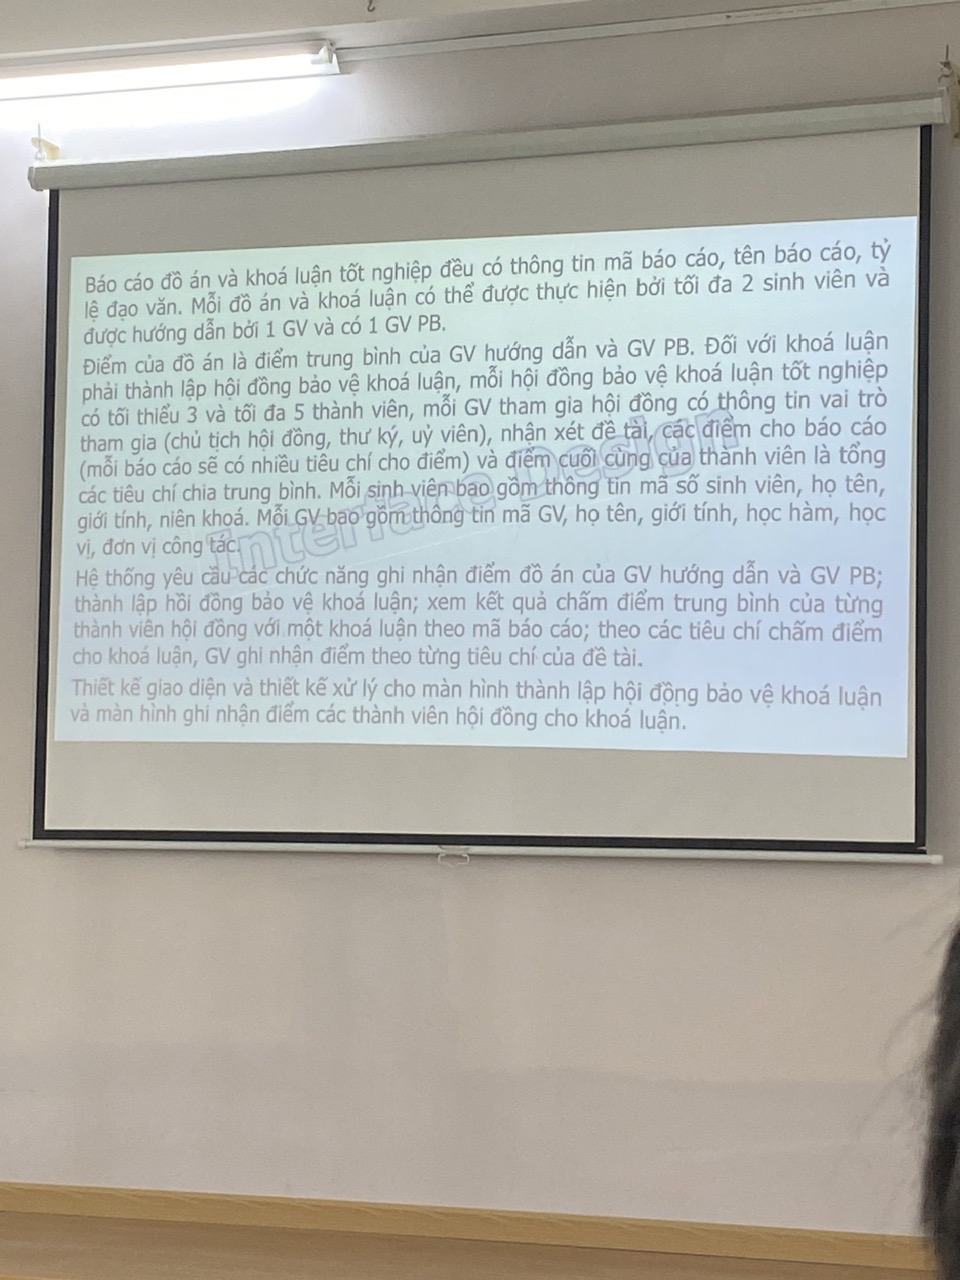 Báo cáo đồ án và khoá luận tốt nghiệp đều có thông tin mã báo cáo, tên báo cáo, tỷ
lệ đạo văn. Mỗi đồ án và khoá luận có thể được thực hiện bởi tối đa 2 sinh viên và
được hướng dẫn bởi 1 GV và có 1 GV PB.
Điểm của đồ án là điểm trung bình của GV hướng dẫn và GV PB. Đối với khoá luận
phải thành lập hội đồng bảo vệ khoá luận, mỗi hội đồng bảo vệ khoá luận tốt nghiệp
có tối thiểu 3 và tối đa 5 thành viên, mỗi GV tham gia hội đồng có thông tin vai trò
tham gia (chủ tịch hội đồng, thư ký, uỷ viên), nhận xét đề tài, các điểm cho báo cáo
(mỗi báo cáo sẽ có nhiều tiêu chí cho điểm) và điểm cuối cùng của thành viên là tổng
các tiêu chí chia trung bình. Mỗi sinh viên bao gồm thông tin mã số sinh viên, họ tên,
giới tính, niên khoá. Mỗi GV bao gồm thông tin mã GV, họ tên, giới tính, học hàm, học
vị, đơn vị công tác.
Interface Design
Hệ thống yêu cầu các chức năng ghi nhận điểm đồ án của GV hướng dẫn và GV PB;
thành lập hồi đồng bảo vệ khoá luận; xem kết quả chấm điểm trung bình của từng
thành viên hội đồng với một khoá luận theo mã báo cáo; theo các tiêu chí chấm điểm
cho khoá luận, GV ghi nhận điểm theo từng tiêu chí của đề tài.
Thiết kế giao diện và thiết kế xử lý cho màn hình thành lập hội động bảo vệ khoá luận
và màn hình ghi nhận điểm các thành viên hội đồng cho khoá luận.